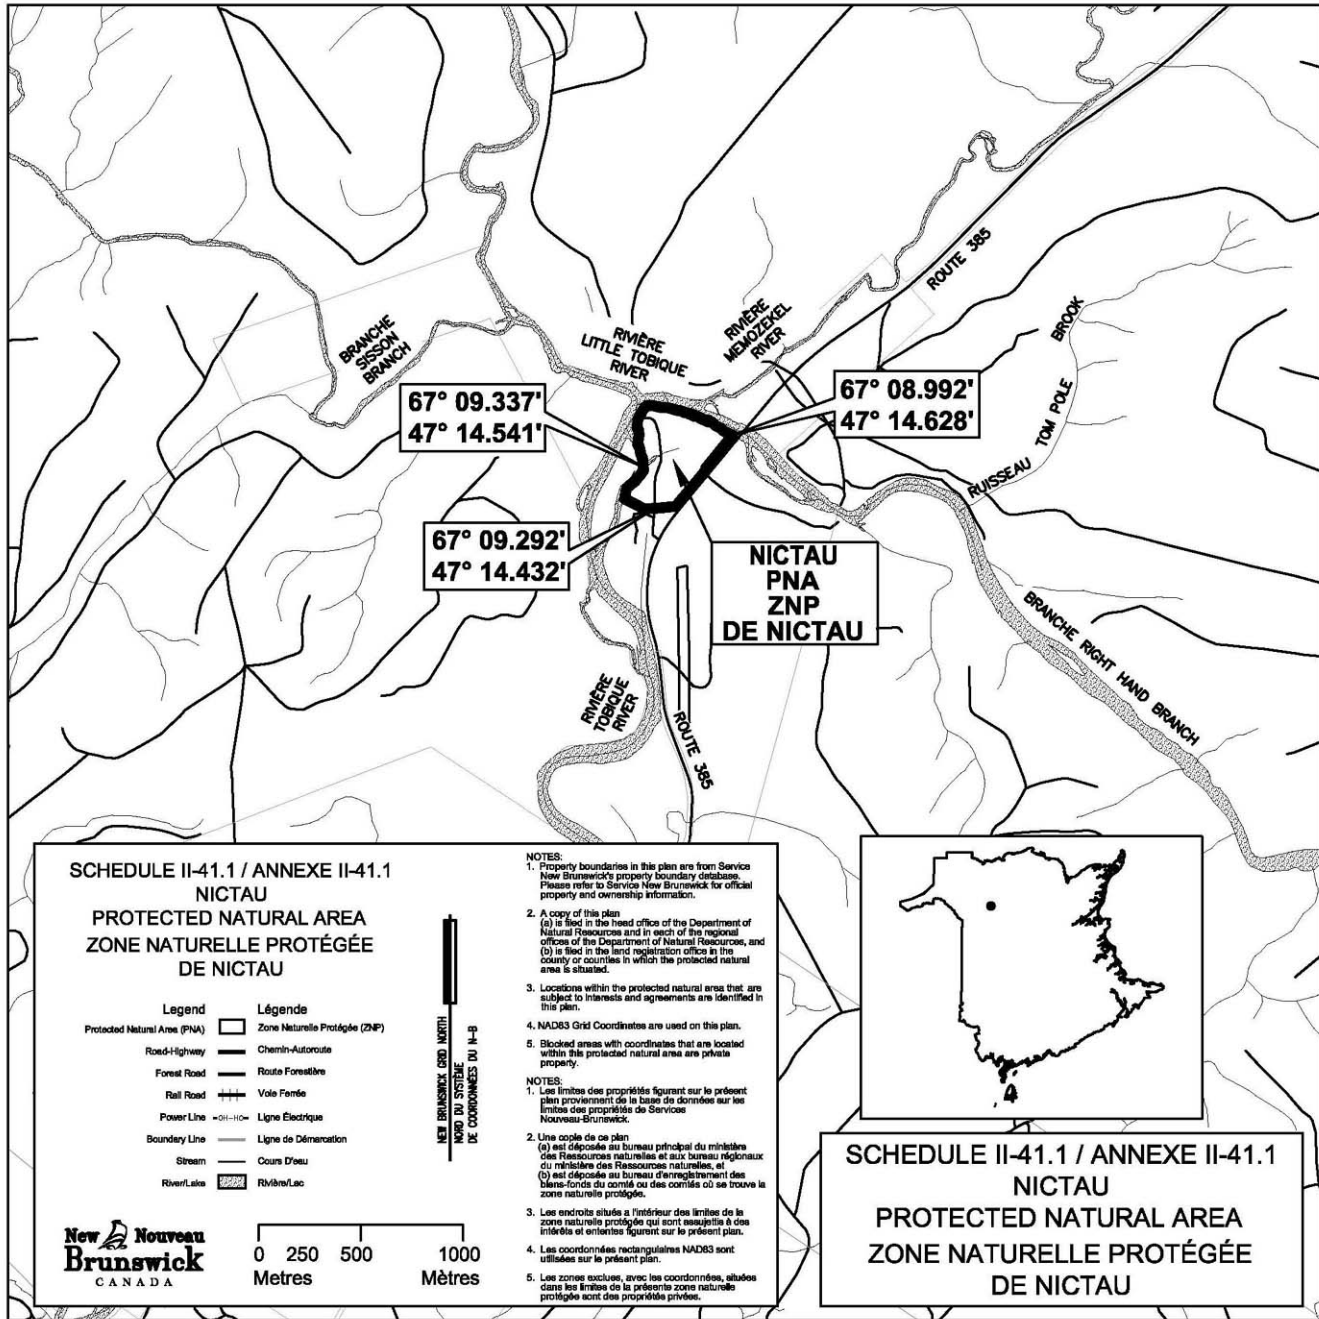 ROUTE 385
BRANCHE
SISSON
BRANCH
RIVIÈRE
LITTLE TOBIQUE
RIVER
RIVIÈRE
MEMOZEKEL
RIVER
RUISSEAU TOM POLE BROOK
67° 09.337'
47° 14.541'
67° 08.992'
47° 14.628'
67° 09.292'
47° 14.432'
NICTAU
PNA
ZNP
DE NICTAU
BRANCHE RIGHT HAND BRANCH
RIVIÈRE
TOBIQUE
RIVER
ROUTE 385
SCHEDULE II-41.1 / ANNEXE II-41.1
NICTAU
PROTECTED NATURAL AREA
ZONE NATURELLE PROTÉGÉE
DE NICTAU
Legend Légende
Protected Natural Area (PNA) Zone Naturelle Protégée (ZNP)
Road-Highway Chemin-Autoroute
Forest Road Route Forestière
Rail Road Voie Ferrée
Power Line -OH-HO- Ligne Électrique
Boundary Line Ligne de Démarcation
Stream Cours D'eau
River/Lake Rivière/Lac
NEW BRUNSWICK GRID NORTH
NORD DU SYSTÈME
DE COORDONNÉES DU N-B
New Nouveau
Brunswick
CANADA
0 250 500 1000
Metres Mètres
NOTES:
1. Property boundaries in this plan are from Service
New Brunswick's property boundary database.
Please refer to Service New Brunswick for official
property and ownership information.
2. A copy of this plan
(a) is filed in the head office of the Department of
Natural Resources and in each of the regional
offices of the Department of Natural Resources, and
(b) is filed in the land registration office in the
county or counties in which the protected natural
area is situated.
3. Locations within the protected natural area that are
subject to interests and agreements are identified in
this plan.
4. NAD83 Grid Coordinates are used on this plan.
5. Blocked areas with coordinates that are located
within this protected natural area are private
property.
NOTES:
1. Les limites des propriétés figurant sur le présent
plan proviennent de la base de données sur les
limites des propriétés de Services
Nouveau-Brunswick.
2. Une copie de ce plan
(a) est déposée au bureau principal du ministère
des Ressources naturelles et aux bureau régionaux
du ministère des Ressources naturelles, et
(b) est déposée au bureau d'enregistrement des
biens-fonds du comté ou des comtés où se trouve la
zone naturelle protégée.
3. Les endroits situés a l'intérieur des limites de la
zone naturelle protégée qui sont assujettis à des
intérêts et ententes figurent sur le présent plan.
4. Les coordonnées rectangulaires NAD83 sont
utilisées sur le présent plan.
5. Les zones exclues, avec les coordonnées, situées
dans les limites de la présente zone naturelle
protégée sont des propriétés privées.
SCHEDULE II-41.1 / ANNEXE II-41.1
NICTAU
PROTECTED NATURAL AREA
ZONE NATURELLE PROTÉGÉE
DE NICTAU